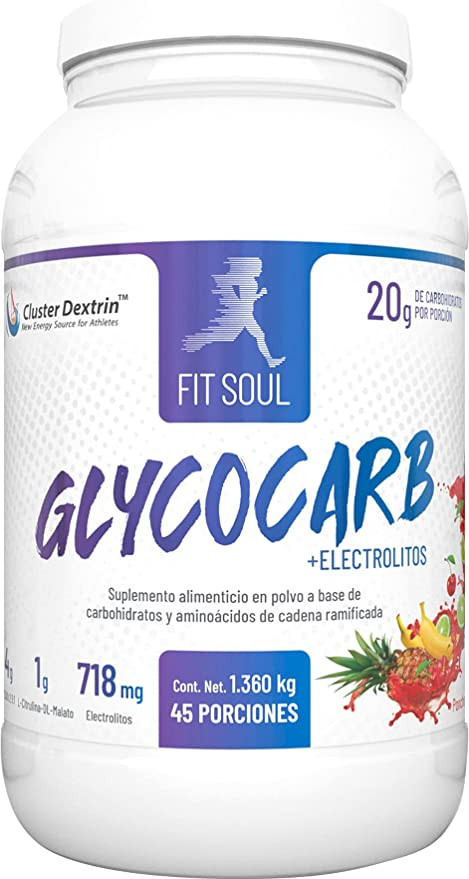 Cluster Dextrin™
New Energy Source for Athletes
20g
DE CARBOHIDRATOS
POR PORCIÓN
FIT SOUL
GLYCOCARB
+ELECTROLITOS
Suplemento alimenticio en polvo a base de
carbohidratos y aminoácidos de cadena ramificada
4g
1g
L-Citrulina-DL-Malato
718 mg
Electrolitos
Cont. Net. 1.360 kg
45 PORCIONES